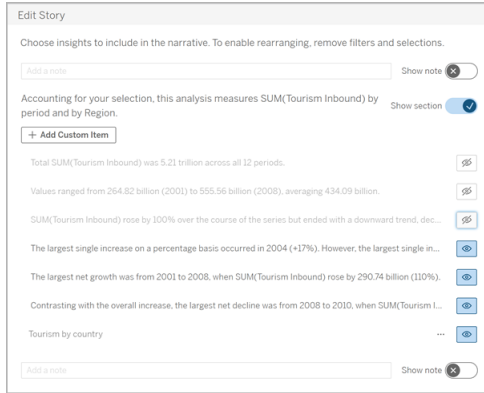 Edit Story
Choose insights to include in the narrative. To enable rearranging, remove filters and selections.
Add a note
Show note
Accounting for your selection, this analysis measures SUM(Tourism Inbound) by
period and by Region.
Show section
+ Add Custom Item
Total SUM(Tourism Inbound) was 5.21 trillion across all 12 periods.
Values ranged from 264.82 billion (2001) to 555.56 billion (2008), averaging 434.09 billion.
SUM(Tourism Inbound) rose by 100% over the course of the series but ended with a downward trend, dec...
The largest single increase on a percentage basis occurred in 2004 (+17%). However, the largest single in...
The largest net growth was from 2001 to 2008, when SUM(Tourism Inbound) rose by 290.74 billion (110%).
Contrasting with the overall increase, the largest net decline was from 2008 to 2010, when SUM(Tourism I...
Tourism by country
...
Add a note
Show note